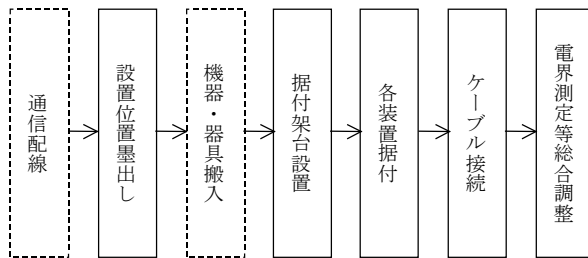 通信配線
設置位置墨出し
機器・器具搬入
据付架台設置
各装置据付
ケーブル接続
電界測定等総合調整